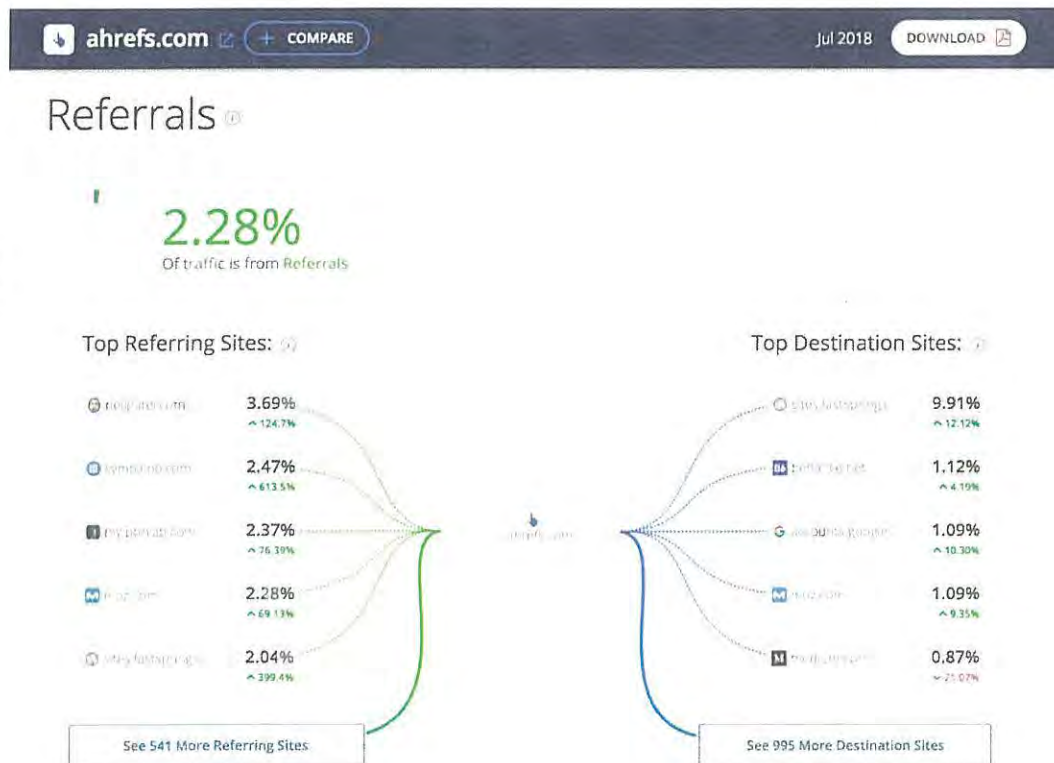 ahrefs.com + COMPARE
Jul 2018 DOWNLOAD
Referrals
2.28%
Of traffic is from Referrals
Top Referring Sites:
3.69%
124.7%
2.47%
613.5%
2.37%
76.39%
2.28%
69.13%
2.04%
399.4%
See 541 More Referring Sites
Top Destination Sites:
9.91%
12.12%
1.12%
4.19%
1.09%
10.30%
1.09%
9.35%
0.87%
21.07%
See 995 More Destination Sites